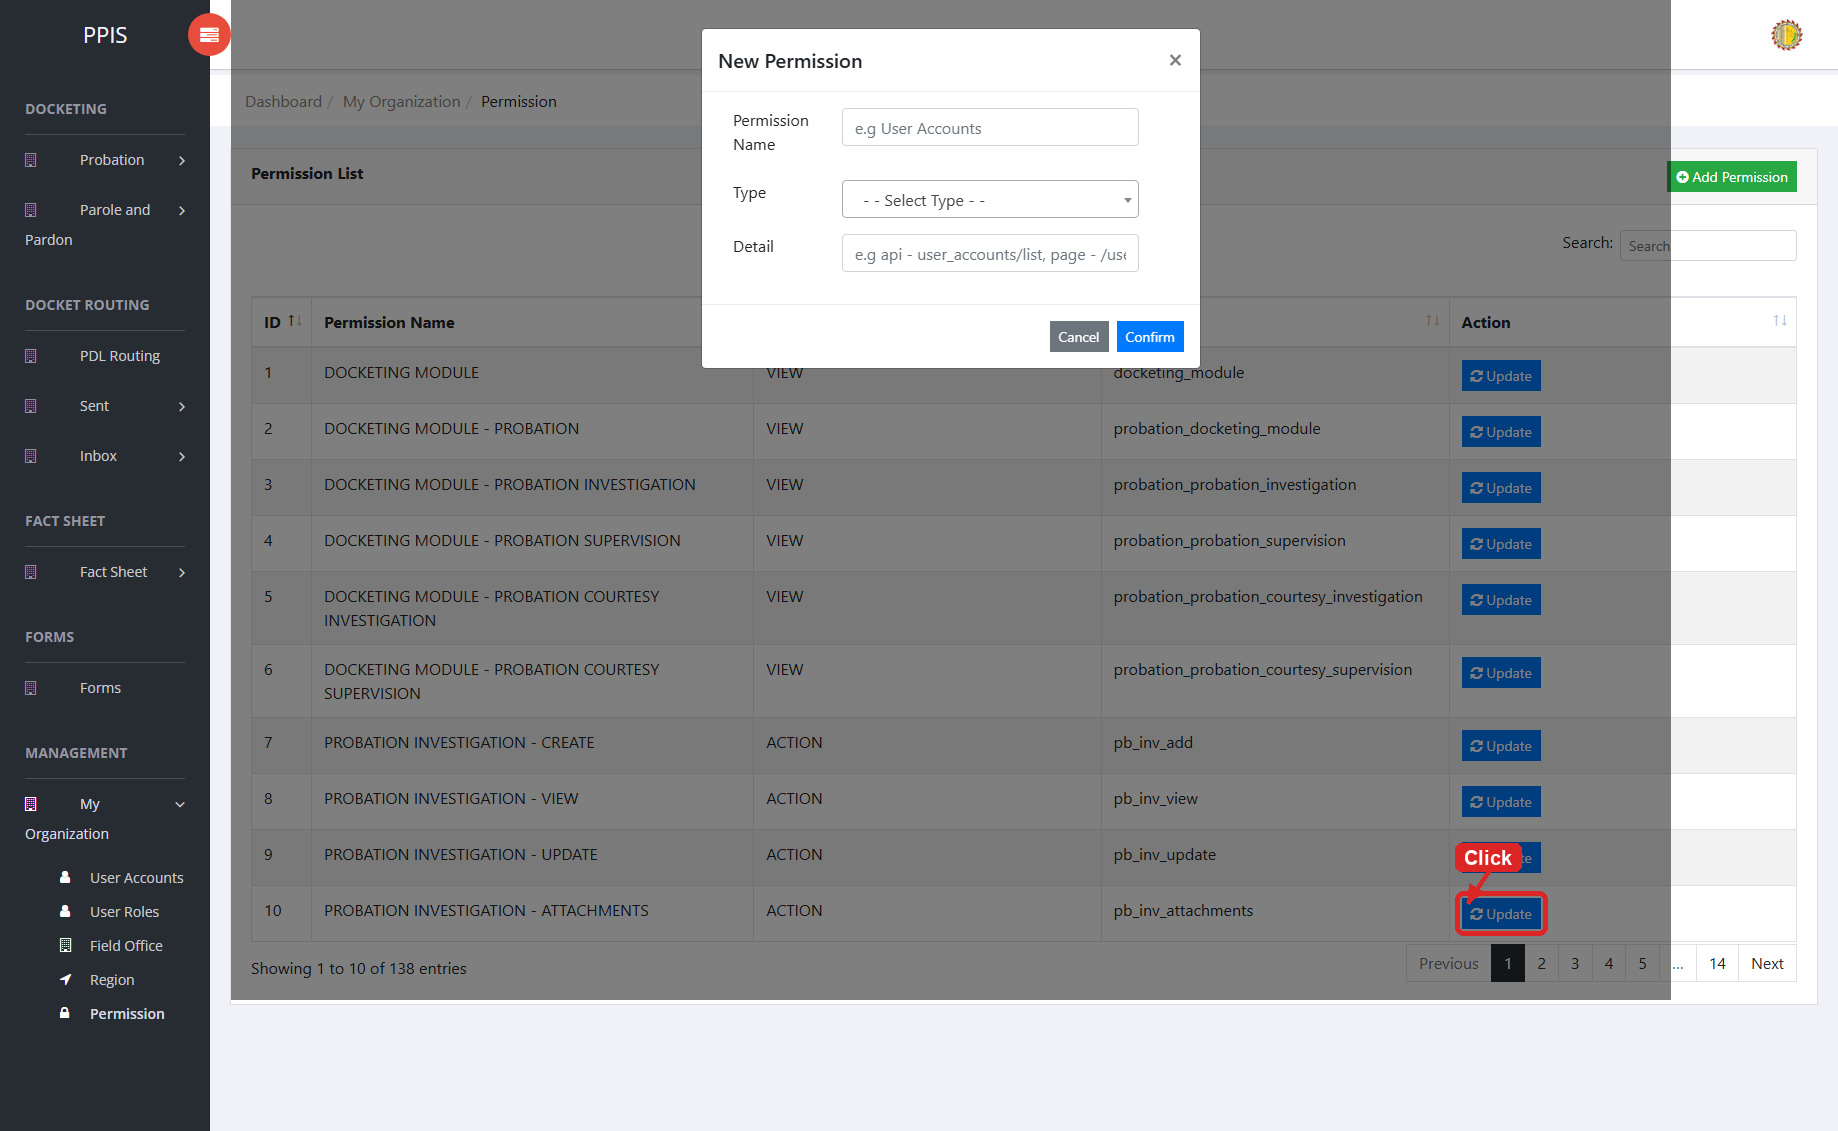 PPIS
DOCKETING
Probation
Parole and
Pardon
DOCKET ROUTING
PDL Routing
Sent
Inbox
FACT SHEET
Fact Sheet
FORMS
Forms
MANAGEMENT
My
Organization
User Accounts
User Roles
Field Office
Region
Permission
Dashboard / My Organization / Permission
Permission List
Add Permission
Search: Search
New Permission ×
Permission
Name
e.g User Accounts
Type
- - Select Type - -
Detail
e.g api - user_accounts/list, page - /use
Cancel Confirm
ID Permission Name Action
1 DOCKETING MODULE VIEW docketing_module Update
2 DOCKETING MODULE - PROBATION VIEW probation_docketing_module Update
3 DOCKETING MODULE - PROBATION INVESTIGATION VIEW probation_probation_investigation Update
4 DOCKETING MODULE - PROBATION SUPERVISION VIEW probation_probation_supervision Update
5 DOCKETING MODULE - PROBATION COURTESY VIEW probation_probation_courtesy_investigation Update
INVESTIGATION
6 DOCKETING MODULE - PROBATION COURTESY VIEW probation_probation_courtesy_supervision Update
SUPERVISION
7 PROBATION INVESTIGATION - CREATE ACTION pb_inv_add Update
8 PROBATION INVESTIGATION - VIEW ACTION pb_inv_view Update
9 PROBATION INVESTIGATION - UPDATE ACTION pb_inv_update
Click
10 PROBATION INVESTIGATION - ATTACHMENTS ACTION pb_inv_attachments Update
Showing 1 to 10 of 138 entries
Previous 1 2 3 4 5 ... 14 Next